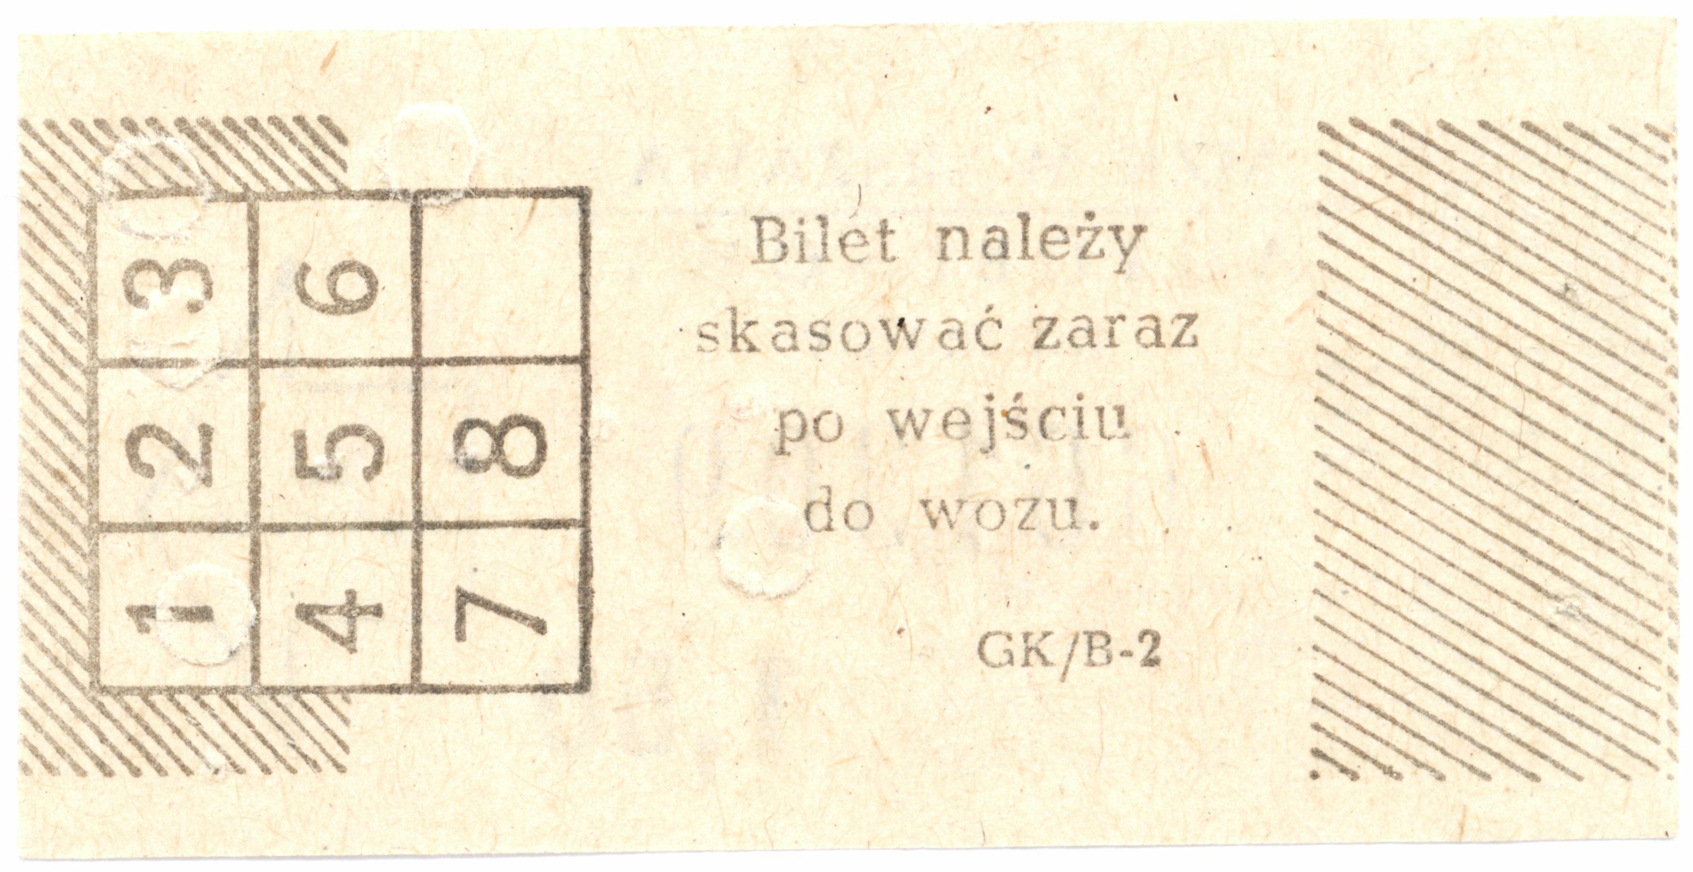 3 6
2 5 8
1 4 7
Bilet należy
skasować zaraz
po wejściu
do wozu.
GK/B-2